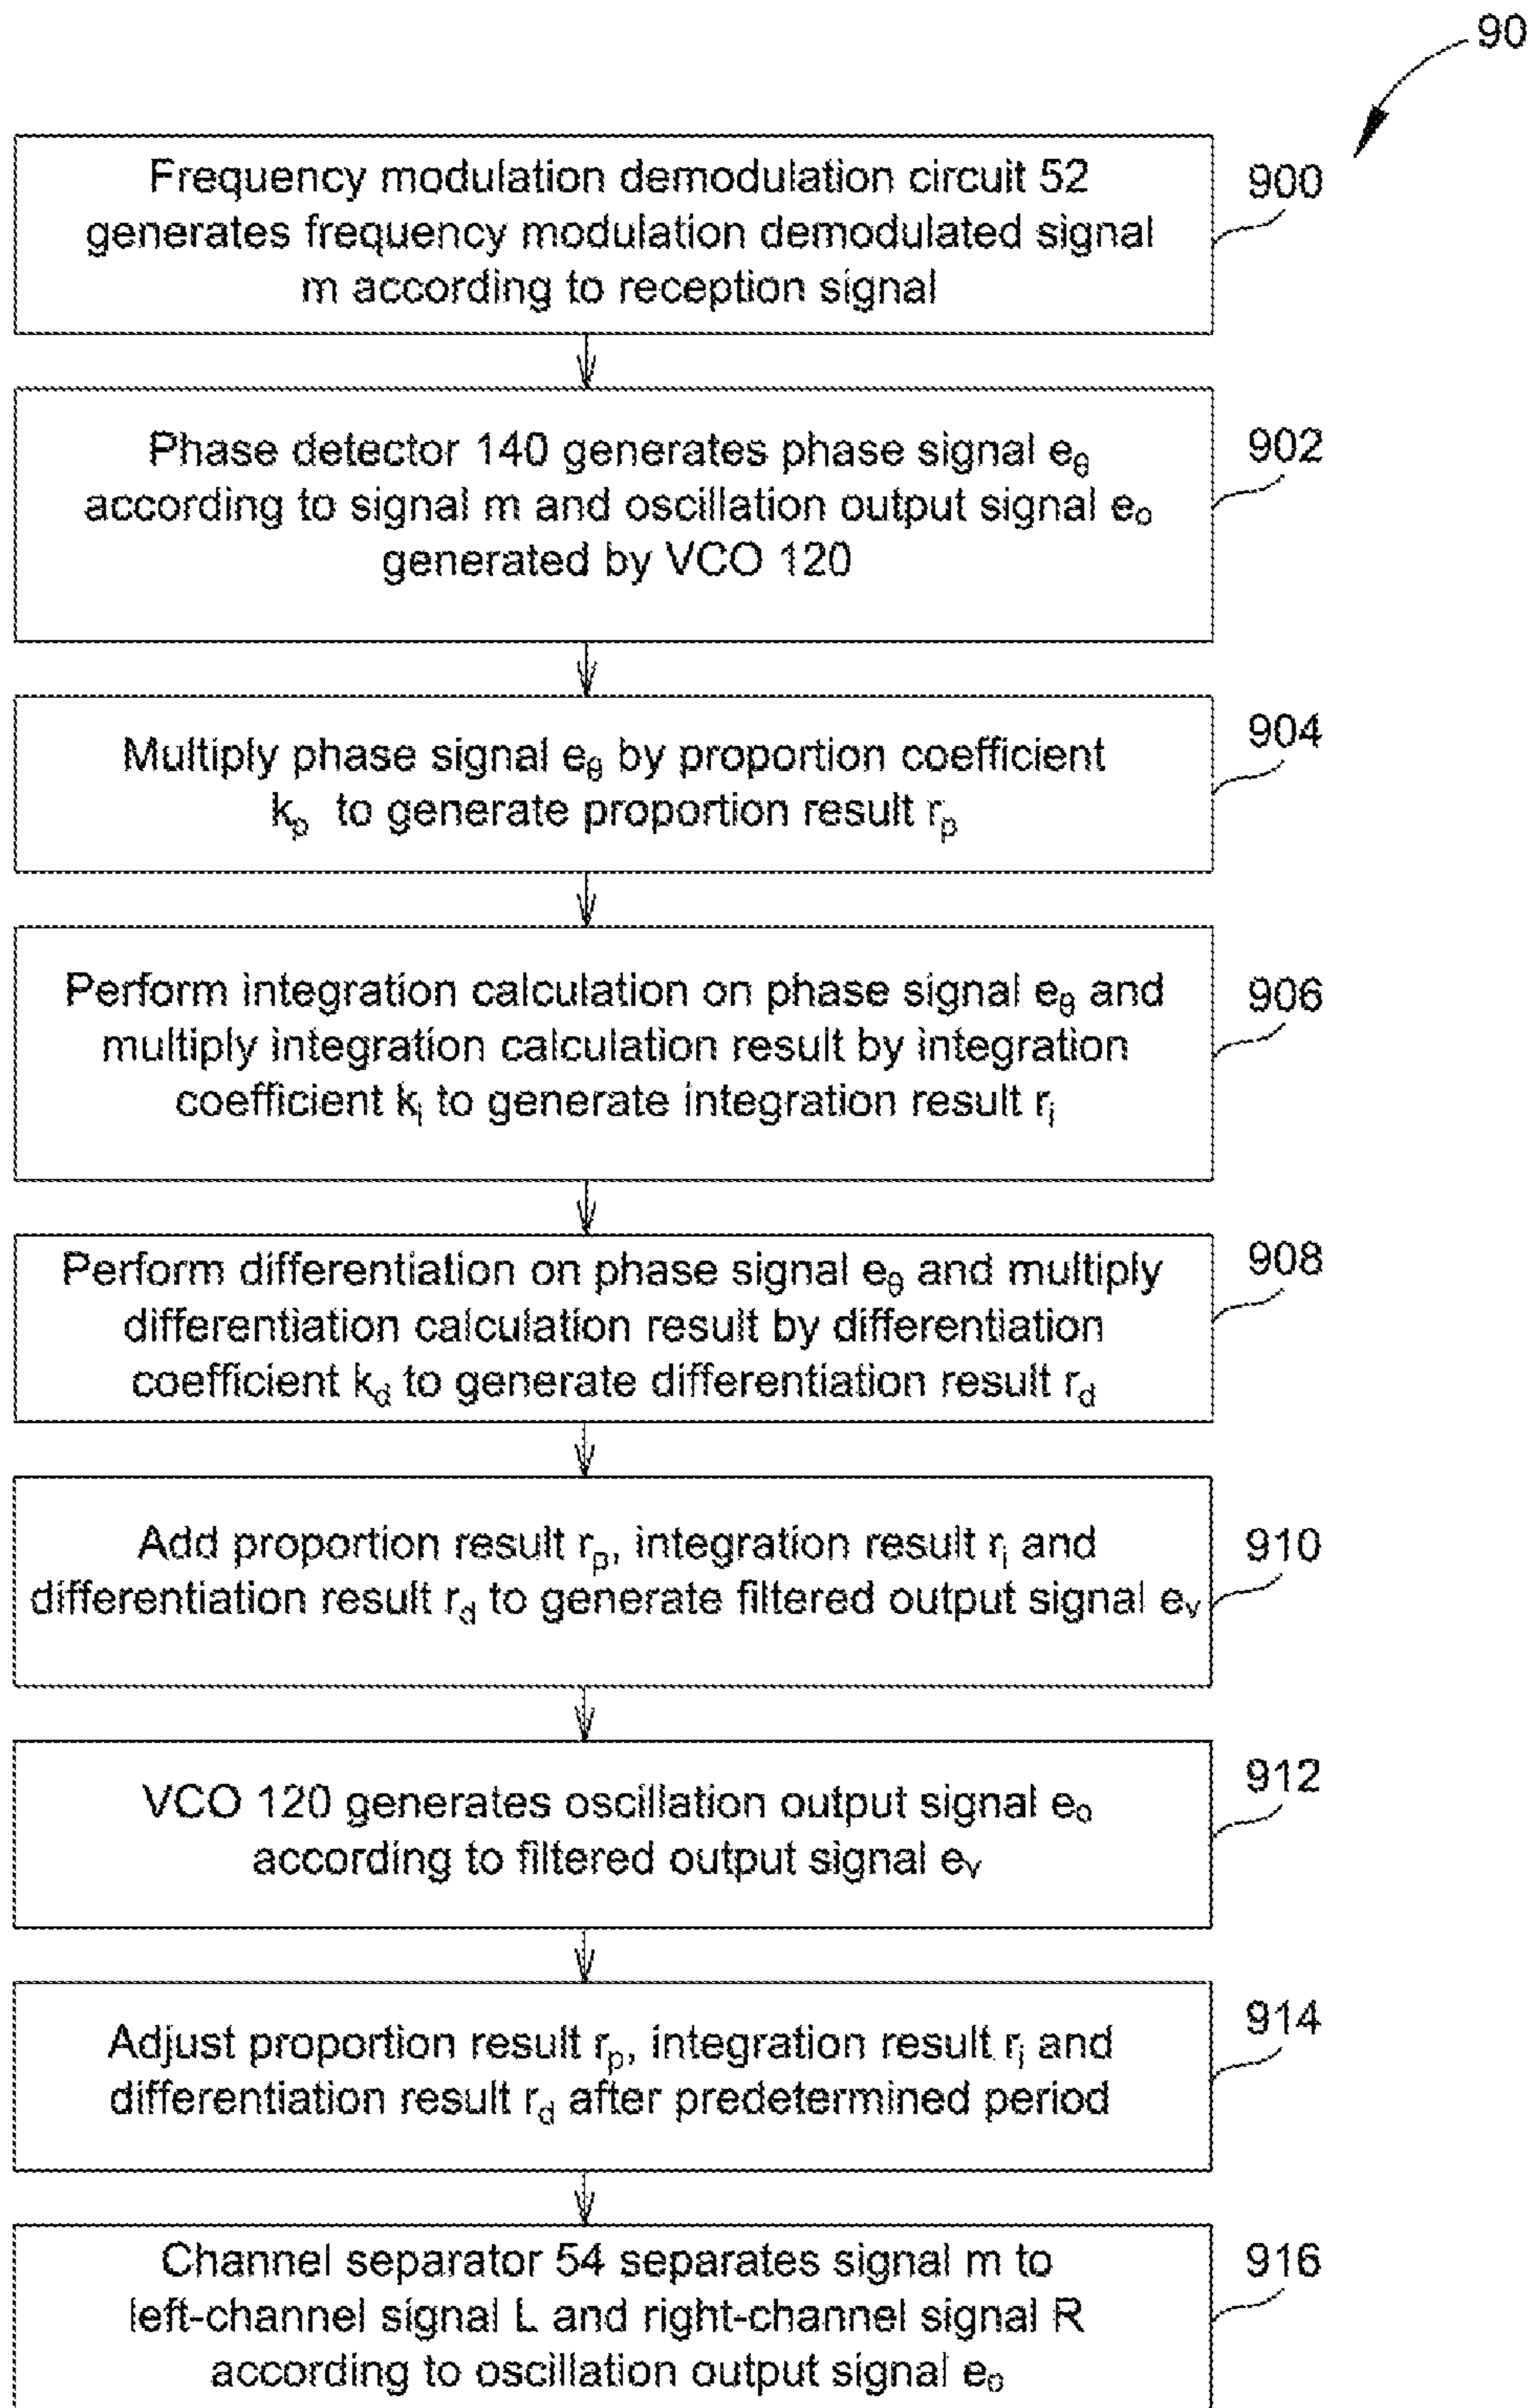 90
Frequency modulation demodulation circuit 52
generates frequency modulation demodulated signal
m according to reception signal
900
Phase detector 140 generates phase signal eθ
according to signal m and oscillation output signal eo
generated by VCO 120
902
Multiply phase signal eθ by proportion coefficient
kp to generate proportion result rp
904
Perform integration calculation on phase signal eθ and
multiply integration calculation result by integration
coefficient ki to generate integration result ri
906
Perform differentiation on phase signal eθ and multiply
differentiation calculation result by differentiation
coefficient kd to generate differentiation result rd
908
Add proportion result rp, integration result ri and
differentiation result rd to generate filtered output signal ev
910
VCO 120 generates oscillation output signal eo
according to filtered output signal ev
912
Adjust proportion result rp, integration result ri and
differentiation result rd after predetermined period
914
Channel separator 54 separates signal m to
left-channel signal L and right-channel signal R
according to oscillation output signal eo
916